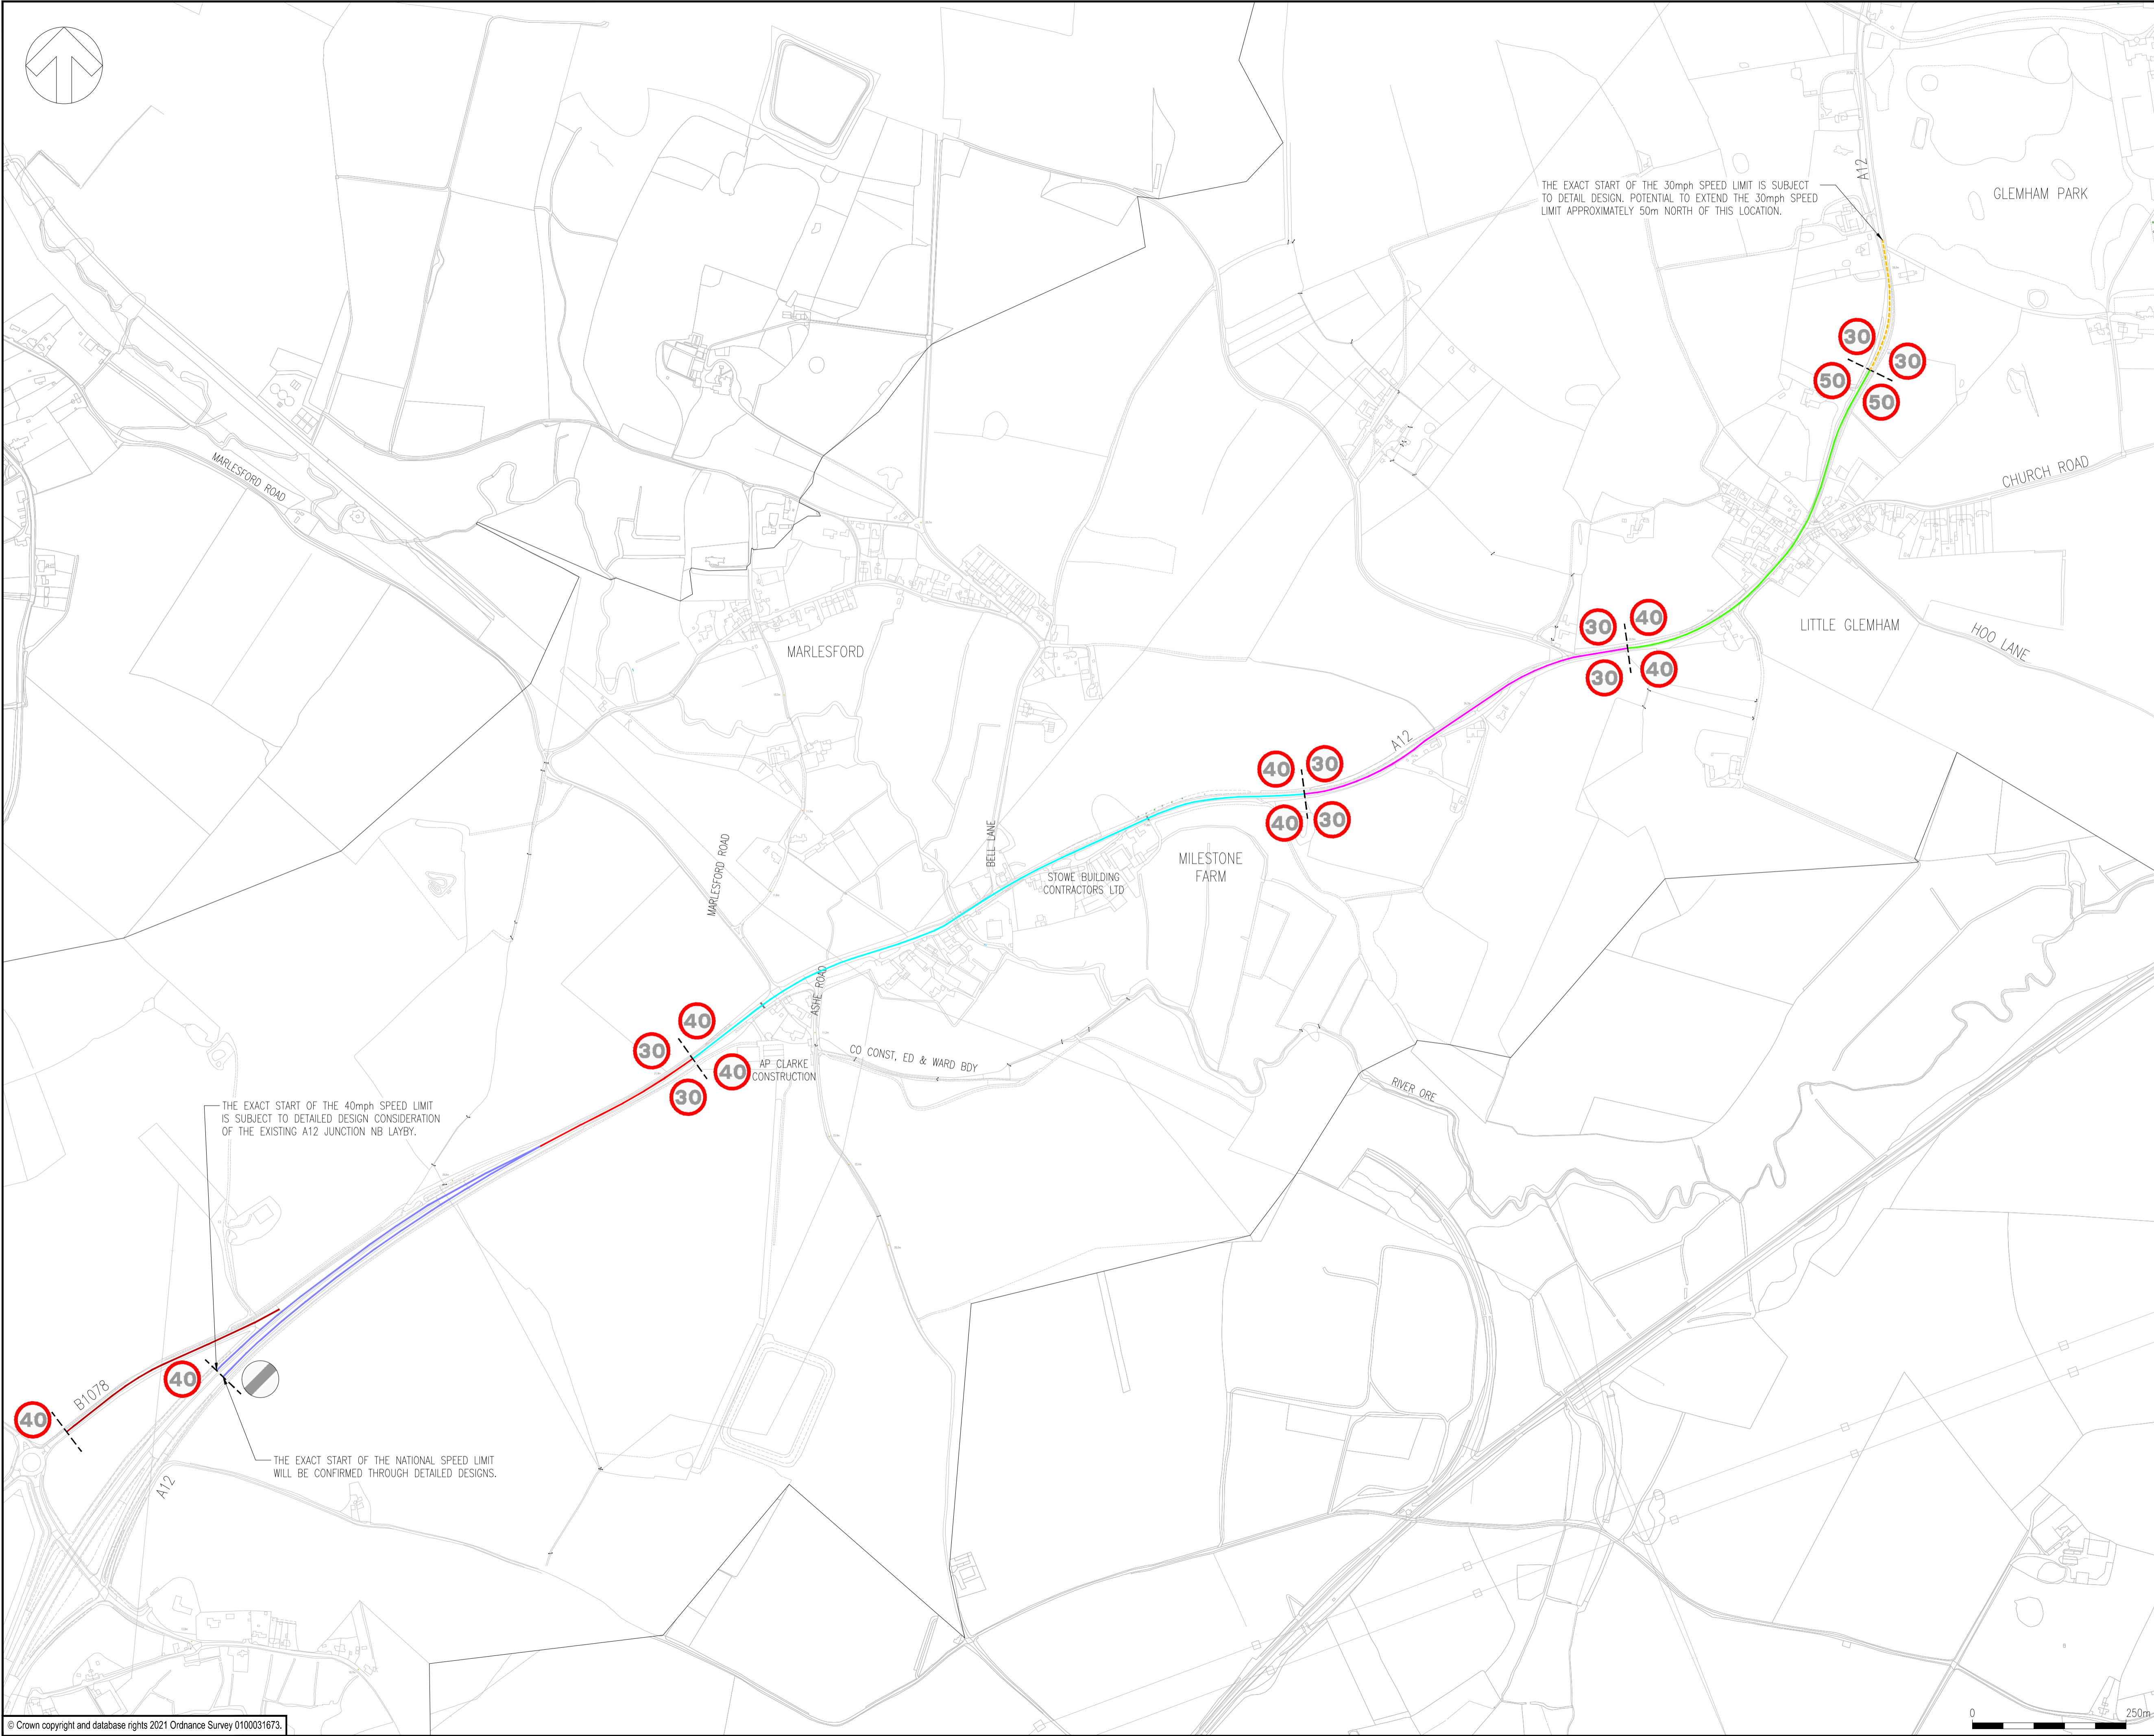 A12
THE EXACT START OF THE 30mph SPEED LIMIT IS SUBJECT
TO DETAIL DESIGN. POTENTIAL TO EXTEND THE 30mph SPEED
LIMIT APPROXIMATELY 50m NORTH OF THIS LOCATION.
GLEMHAM PARK
30
30
50
50
MARLESFORD ROAD
CHURCH ROAD
MARLESFORD
30
40
30
40
LITTLE GLEMHAM
HOO LANE
A12
40
30
40
30
MARLESFORD ROAD
BELL LANE
MILESTONE
FARM
STOWE BUILDING
CONTRACTORS LTD
ASHE ROAD
40
30
40
30
AP CLARKE
CONSTRUCTION
CO CONST, ED & WARD BDY
RIVER ORE
THE EXACT START OF THE 40mph SPEED LIMIT
IS SUBJECT TO DETAILED DESIGN CONSIDERATION
OF THE EXISTING A12 JUNCTION NB LAYBY.
B1078
40
40
THE EXACT START OF THE NATIONAL SPEED LIMIT
WILL BE CONFIRMED THROUGH DETAILED DESIGNS.
A12
0
250m
© Crown copyright and database rights 2021 Ordnance Survey 0100031673.